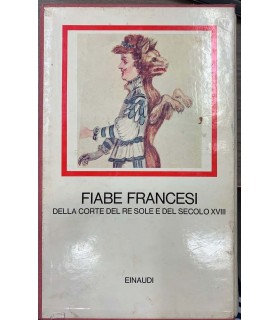 FIABE FRANCESI
DELLA CORTE DEL RE SOLE E DEL SECOLO XVIII
EINAUDI